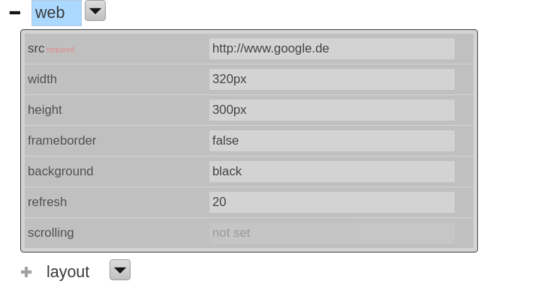 web
src required http://www.google.de
width 320px
height 300px
frameborder false
background black
refresh 20
scrolling not set
layout